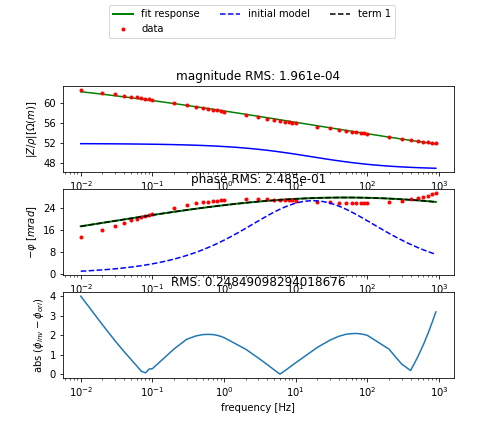 fit response
initial model
term 1
data
magnitude RMS: 1.961e-04
|Z/ρ|[Ω(m)]
60
56
52
48
10⁻² 10⁻¹ 10⁰ 10¹ 10² 10³
phase RMS: 2.485e-01
−φ [mrad]
24
16
8
0
10⁻² 10⁻¹ 10⁰ 10¹ 10² 10³
RMS: 0.24849098294018676
abs (ϕinv − ϕori)
4
3
2
1
0
10⁻² 10⁻¹ 10⁰ 10¹ 10² 10³
frequency [Hz]